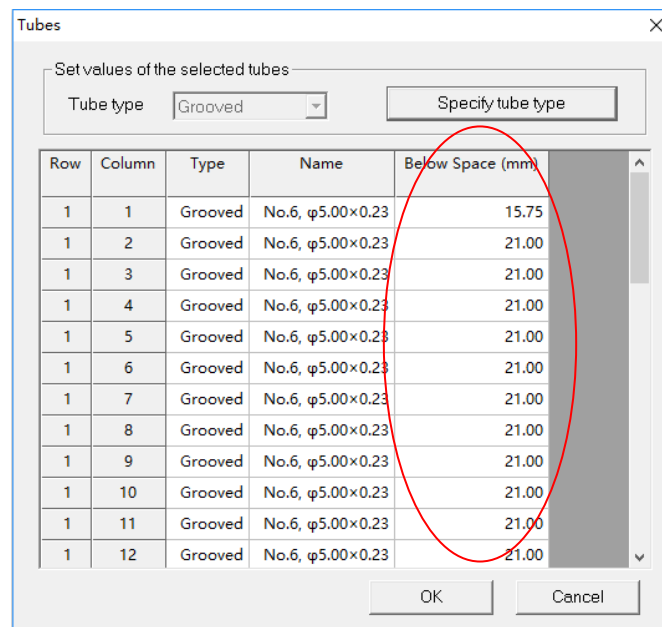 Tubes
Set values of the selected tubes
Tube type Grooved Specify tube type
Row Column Type Name Below Space (mm)
1 1 Grooved No.6, φ5.00×0.23 15.75
1 2 Grooved No.6, φ5.00×0.23 21.00
1 3 Grooved No.6, φ5.00×0.23 21.00
1 4 Grooved No.6, φ5.00×0.23 21.00
1 5 Grooved No.6, φ5.00×0.23 21.00
1 6 Grooved No.6, φ5.00×0.23 21.00
1 7 Grooved No.6, φ5.00×0.23 21.00
1 8 Grooved No.6, φ5.00×0.23 21.00
1 9 Grooved No.6, φ5.00×0.23 21.00
1 10 Grooved No.6, φ5.00×0.23 21.00
1 11 Grooved No.6, φ5.00×0.23 21.00
1 12 Grooved No.6, φ5.00×0.23 21.00
OK Cancel